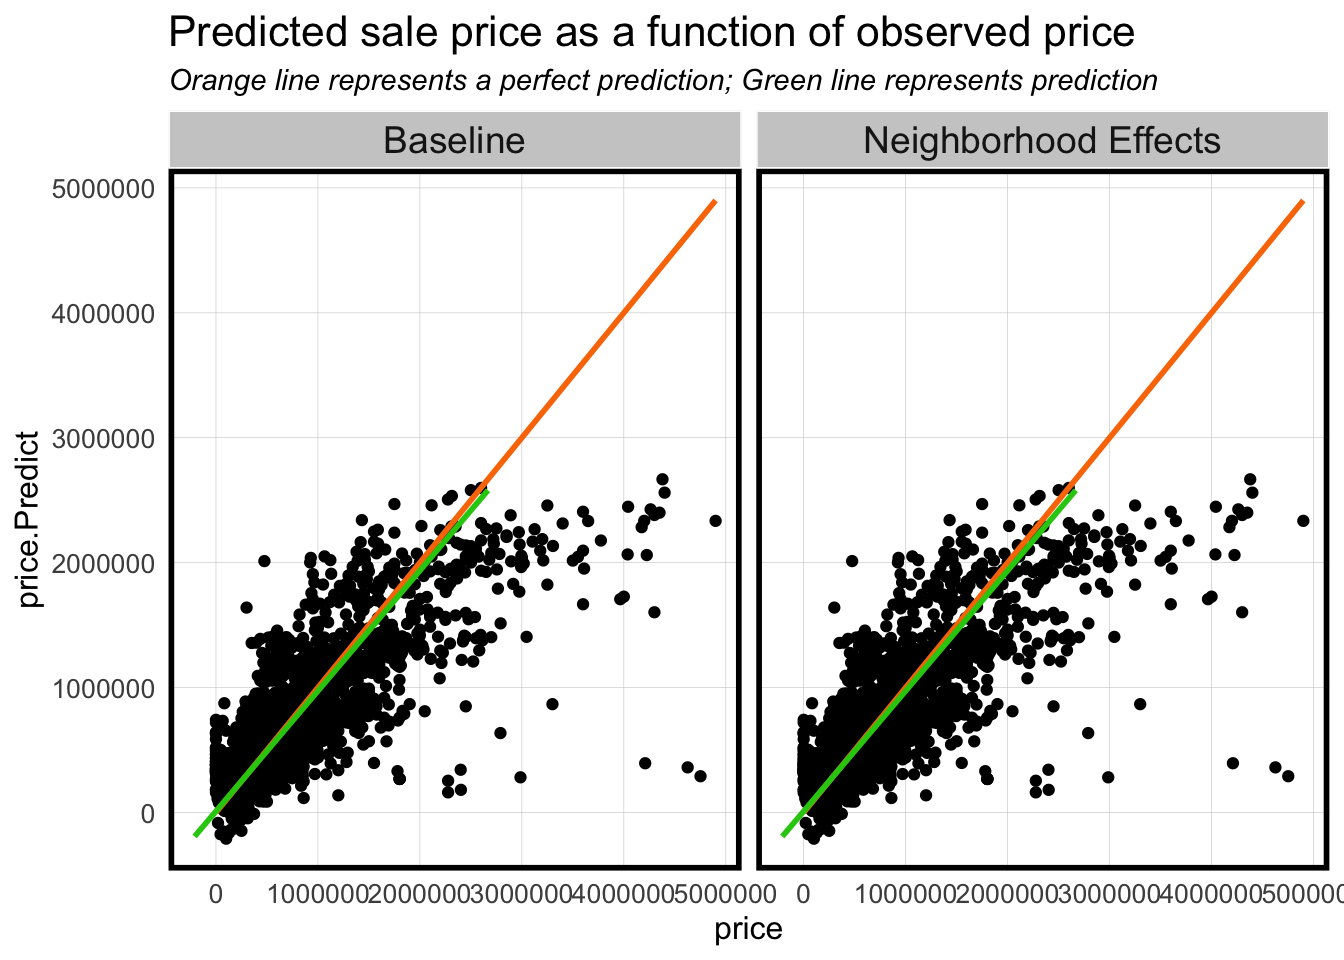 Predicted sale price as a function of observed price
Orange line represents a perfect prediction; Green line represents prediction
Baseline
Neighborhood Effects
price.Predict
5000000
4000000
3000000
2000000
1000000
0
0 1000000 2000000 3000000 4000000 5000000
0 1000000 2000000 3000000 4000000 500000
price